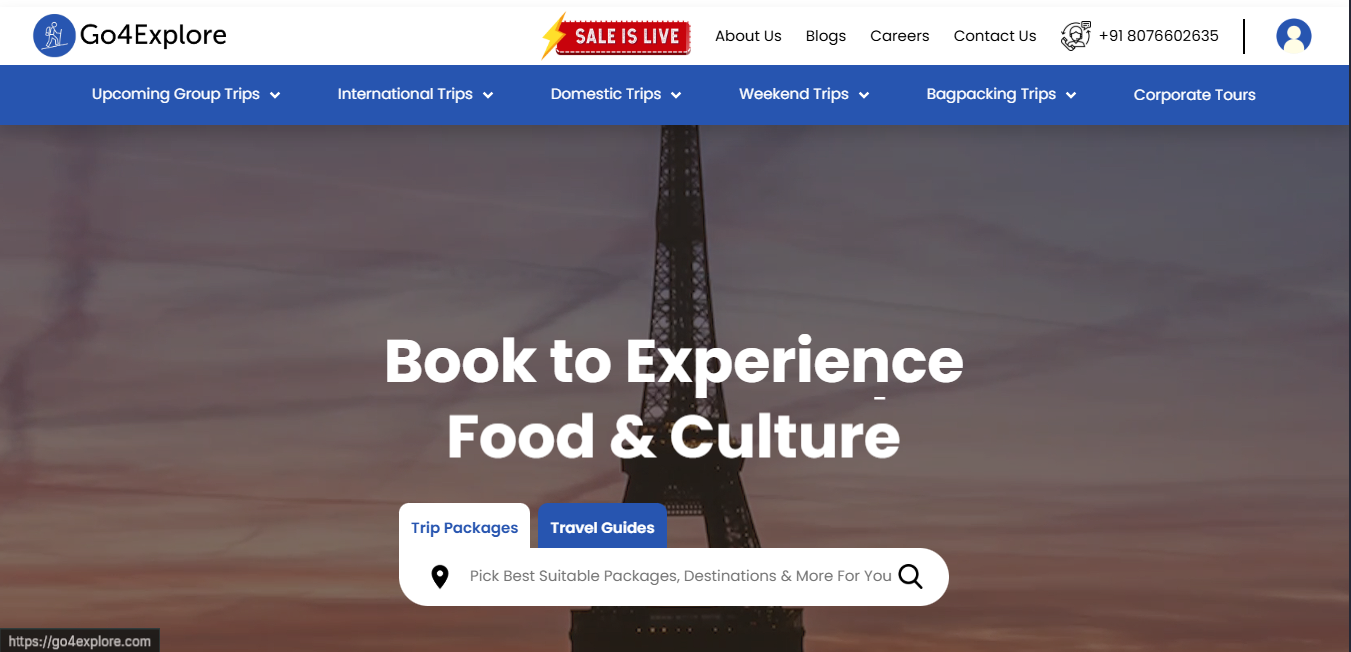 Go4Explore
SALE IS LIVE
About Us
Blogs
Careers
Contact Us
+91 8076602635
Upcoming Group Trips
International Trips
Domestic Trips
Weekend Trips
Bagpacking Trips
Corporate Tours
Book to Experience
Food & Culture
Trip Packages
Travel Guides
Pick Best Suitable Packages, Destinations & More For You
https://go4explore.com